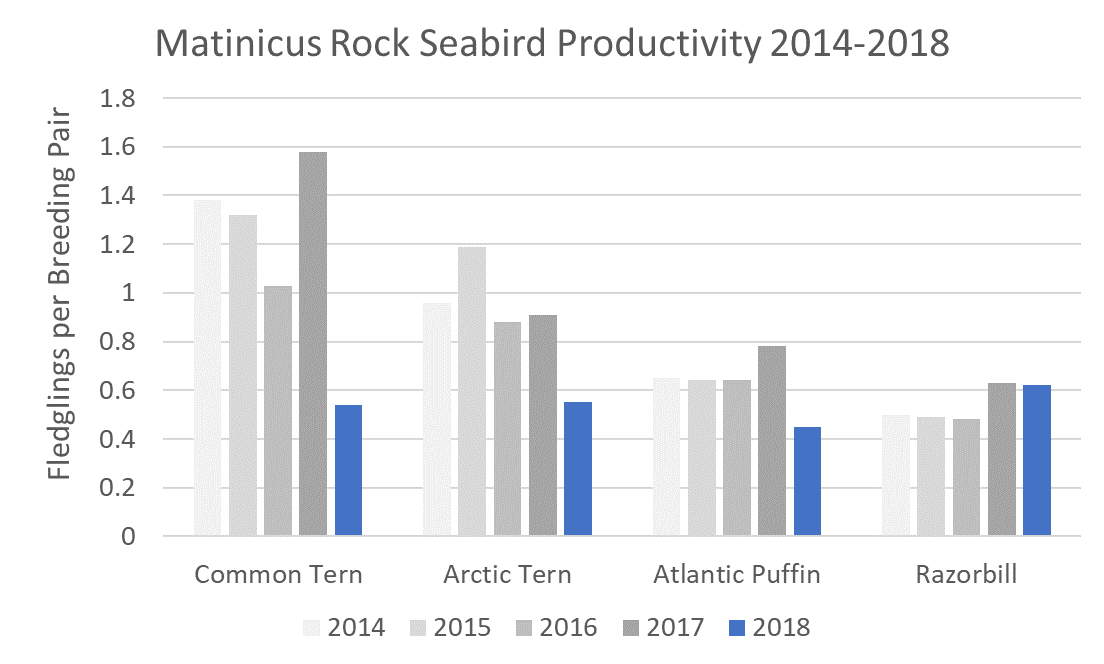 Matinicus Rock Seabird Productivity 2014-2018
Fledglings per Breeding Pair
1.8
1.6
1.4
1.2
1
0.8
0.6
0.4
0.2
0
Common Tern Arctic Tern Atlantic Puffin Razorbill
2014 2015 2016 2017 2018